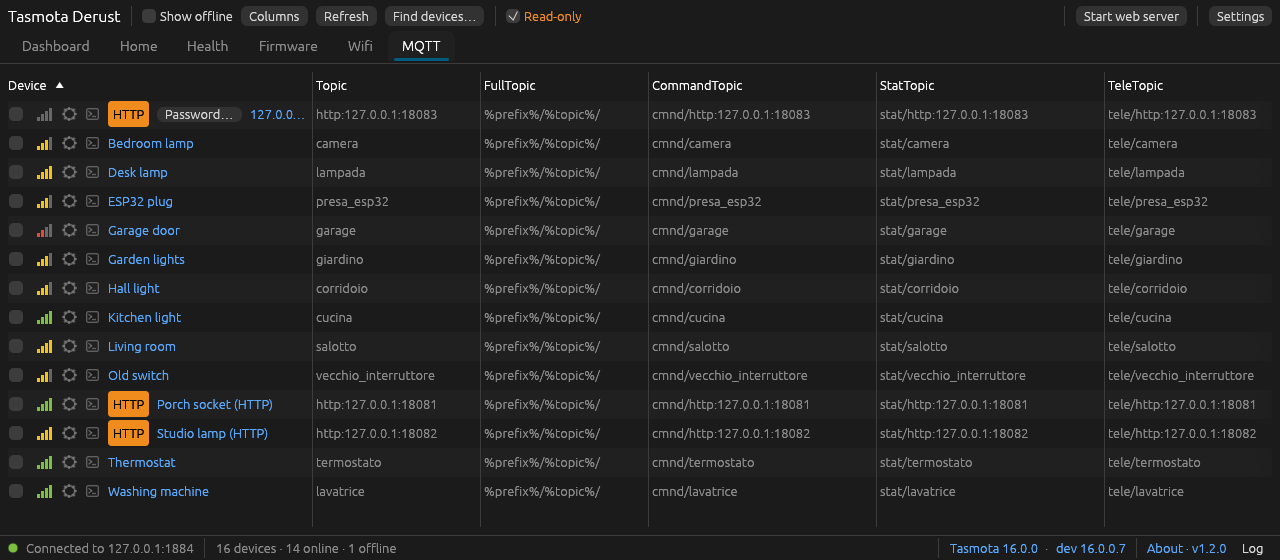 Tasmota Derust Show offline Columns Refresh Find devices... Read-only Start web server Settings
Dashboard Home Health Firmware Wifi MQTT
Device ▲ Topic FullTopic CommandTopic StatTopic TeleTopic
HTTP Password... 127.0.0... http:127.0.0.1:18083 %prefix%/%topic%/ cmnd/http:127.0.0.1:18083 stat/http:127.0.0.1:18083 tele/http:127.0.0.1:18083
Bedroom lamp camera %prefix%/%topic%/ cmnd/camera stat/camera tele/camera
Desk lamp lampada %prefix%/%topic%/ cmnd/lampada stat/lampada tele/lampada
ESP32 plug presa_esp32 %prefix%/%topic%/ cmnd/presa_esp32 stat/presa_esp32 tele/presa_esp32
Garage door garage %prefix%/%topic%/ cmnd/garage stat/garage tele/garage
Garden lights giardino %prefix%/%topic%/ cmnd/giardino stat/giardino tele/giardino
Hall light corridoio %prefix%/%topic%/ cmnd/corridoio stat/corridoio tele/corridoio
Kitchen light cucina %prefix%/%topic%/ cmnd/cucina stat/cucina tele/cucina
Living room salotto %prefix%/%topic%/ cmnd/salotto stat/salotto tele/salotto
Old switch vecchio_interruttore %prefix%/%topic%/ cmnd/vecchio_interruttore stat/vecchio_interruttore tele/vecchio_interruttore
HTTP Porch socket (HTTP) http:127.0.0.1:18081 %prefix%/%topic%/ cmnd/http:127.0.0.1:18081 stat/http:127.0.0.1:18081 tele/http:127.0.0.1:18081
HTTP Studio lamp (HTTP) http:127.0.0.1:18082 %prefix%/%topic%/ cmnd/http:127.0.0.1:18082 stat/http:127.0.0.1:18082 tele/http:127.0.0.1:18082
Thermostat termostato %prefix%/%topic%/ cmnd/termostato stat/termostato tele/termostato
Washing machine lavatrice %prefix%/%topic%/ cmnd/lavatrice stat/lavatrice tele/lavatrice
Connected to 127.0.0.1:1884 16 devices · 14 online · 1 offline Tasmota 16.0.0 · dev 16.0.0.7 About · v1.2.0 Log